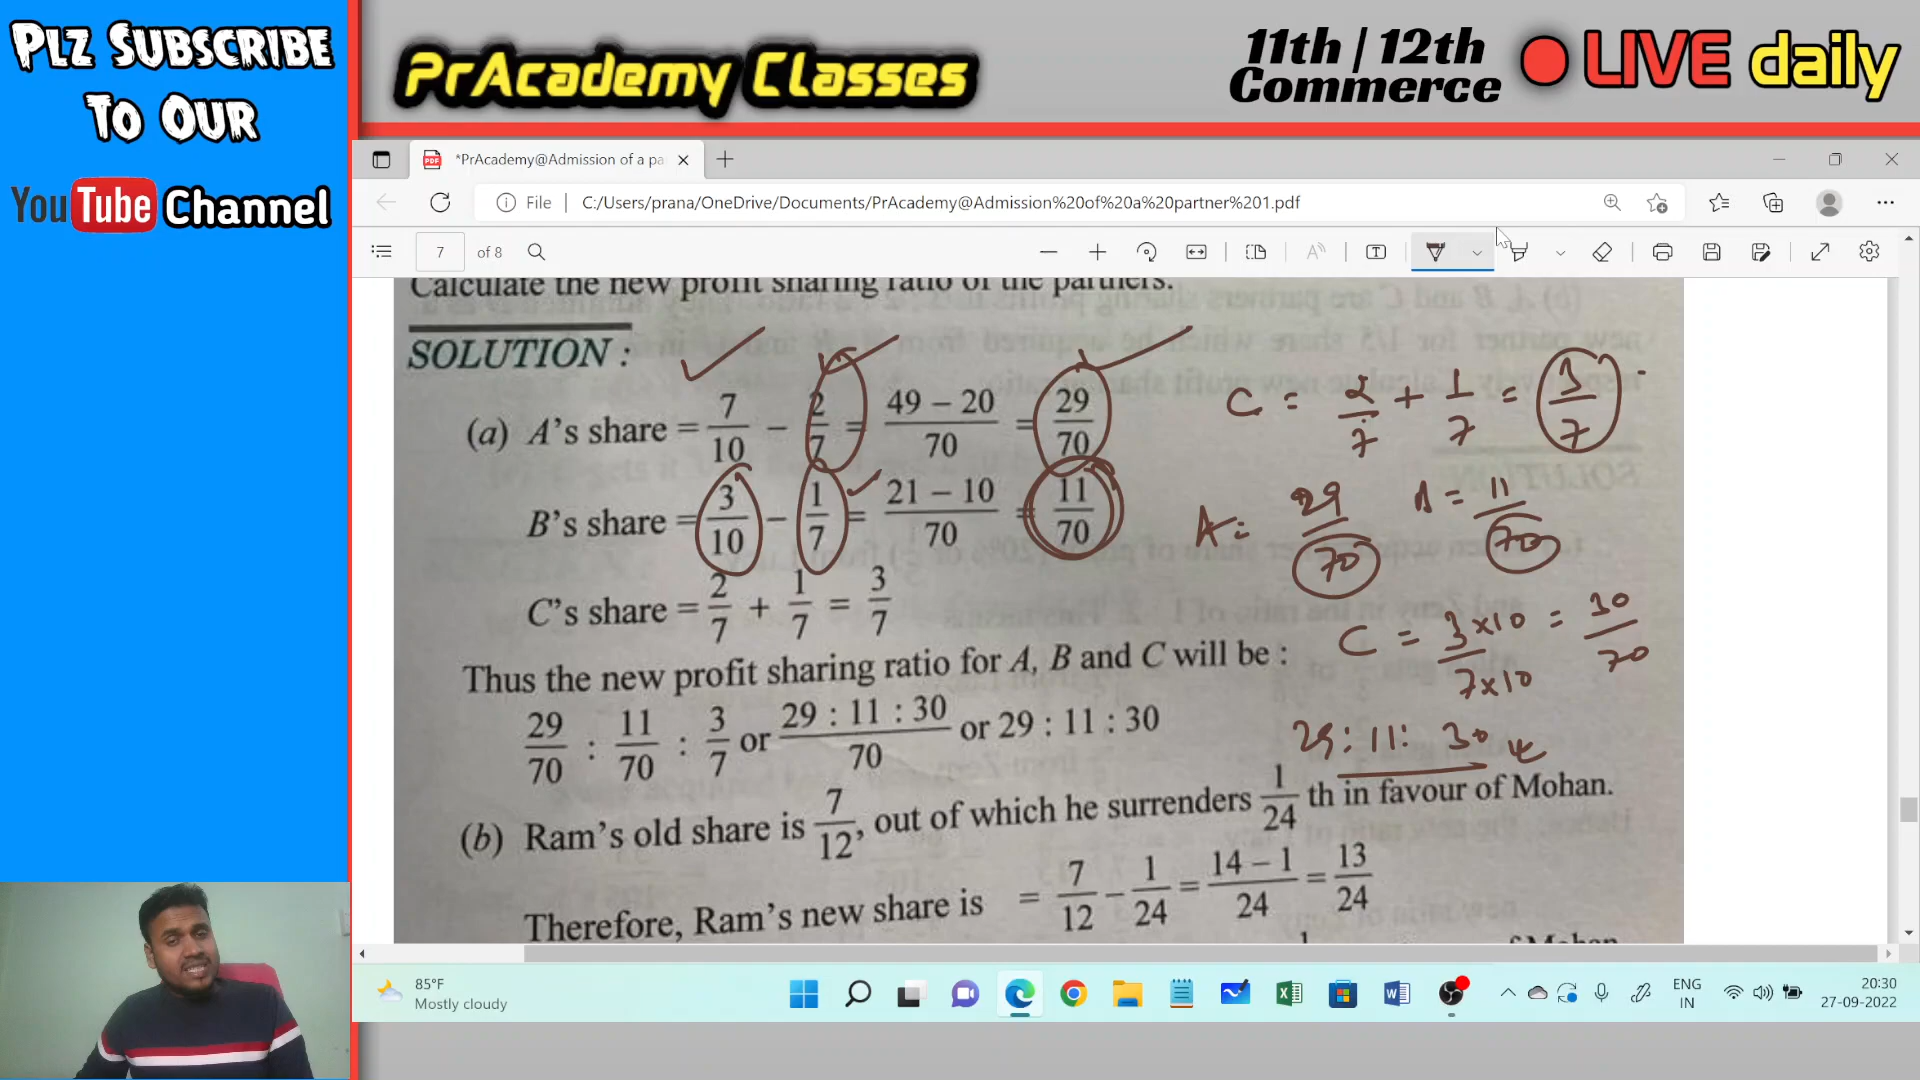 PLZ SUBSCRIBE
TO OUR
YouTube Channel
PrAcademy Classes
11th | 12th
Commerce
LIVE daily
*PrAcademy@Admission of a pa
File C:/Users/prana/OneDrive/Documents/PrAcademy@Admission%20of%20a%20partner%201.pdf
7 of 8
Calculate the new profit sharing ratio of the partners.
SOLUTION :
(a) A's share = 7/10 − 2/7 = 49 − 20/70 = 29/70
B's share = 3/10 − 1/7 = 21 − 10/70 = 11/70
C's share = 2/7 + 1/7 = 3/7
Thus the new profit sharing ratio for A, B and C will be :
29/70 : 11/70 : 3/7 or 29 : 11 : 30/70 or 29 : 11 : 30
(b) Ram's old share is 7/12, out of which he surrenders 1/24 th in favour of Mohan.
Therefore, Ram's new share is = 7/12 − 1/24 = 14 − 1/24 = 13/24
C = 2/7 + 1/7 = 3/7
A = 29/70 = 11/70
C = 3x10/7x10 = 30/70
29 : 11 : 30
85°F
Mostly cloudy
ENG
IN
20:30
27-09-2022